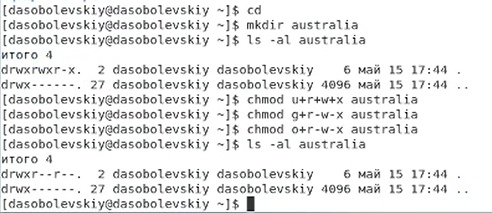 [dasobolevskiy@dasobolevskiy ~]$ cd
[dasobolevskiy@dasobolevskiy ~]$ mkdir australia
[dasobolevskiy@dasobolevskiy ~]$ ls -al australia
итого 4
drwxrwxr-x.  2 dasobolevskiy dasobolevskiy    6 май 15 17:44 .
drwx------. 27 dasobolevskiy dasobolevskiy 4096 май 15 17:44 ..
[dasobolevskiy@dasobolevskiy ~]$ chmod u+r+w+x australia
[dasobolevskiy@dasobolevskiy ~]$ chmod g+r-w-x australia
[dasobolevskiy@dasobolevskiy ~]$ chmod o+r-w-x australia
[dasobolevskiy@dasobolevskiy ~]$ ls -al australia
итого 4
drwxr--r--.  2 dasobolevskiy dasobolevskiy    6 май 15 17:44 .
drwx------. 27 dasobolevskiy dasobolevskiy 4096 май 15 17:44 ..
[dasobolevskiy@dasobolevskiy ~]$